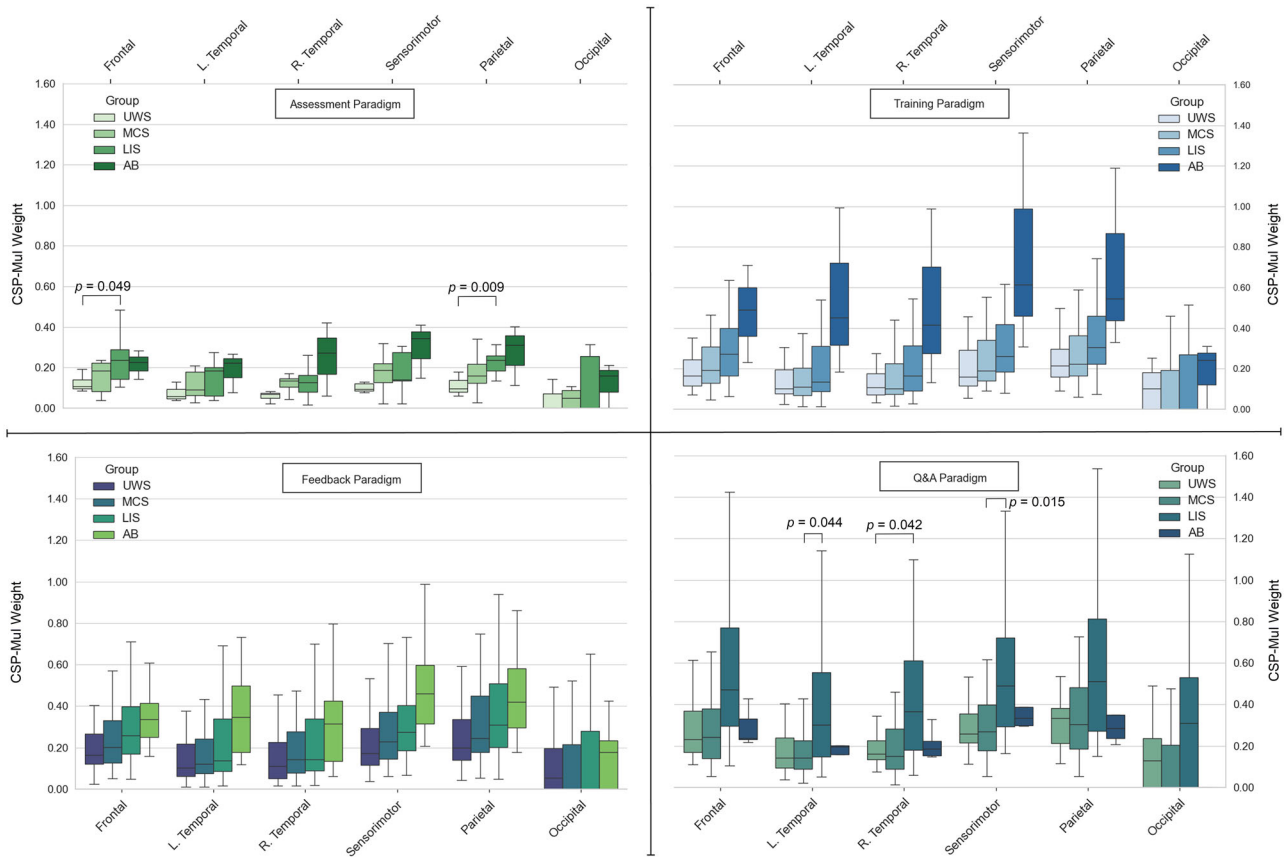 Frontal
L. Temporal
R. Temporal
Sensorimotor
Parietal
Occipital
1.60
1.40
1.20
1.00
0.80
0.60
0.40
0.20
0.00
CSP-Mul Weight
Assessment Paradigm
Group
UWS
MCS
LIS
AB
p = 0.049
p = 0.009
Frontal
L. Temporal
R. Temporal
Sensorimotor
Parietal
Occipital
Training Paradigm
Group
UWS
MCS
LIS
AB
1.60
1.40
1.20
1.00
0.80
0.60
0.40
0.20
0.00
CSP-Mul Weight
1.60
1.40
1.20
1.00
0.80
0.60
0.40
0.20
0.00
CSP-Mul Weight
Group
UWS
MCS
LIS
AB
Feedback Paradigm
Frontal
L. Temporal
R. Temporal
Sensorimotor
Parietal
Occipital
Q&A Paradigm
Group
UWS
MCS
LIS
AB
p = 0.044
p = 0.042
p = 0.015
1.60
1.40
1.20
1.00
0.80
0.60
0.40
0.20
0.00
CSP-Mul Weight
Frontal
L. Temporal
R. Temporal
Sensorimotor
Parietal
Occipital